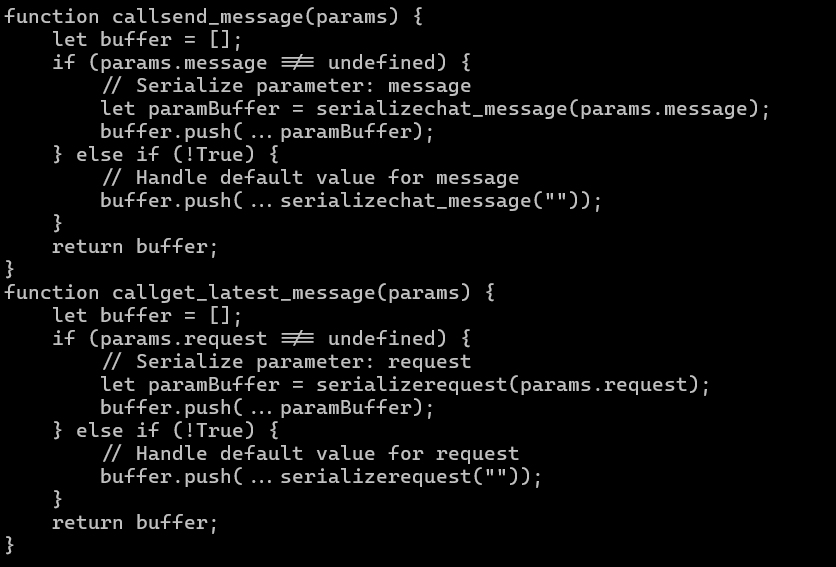 function callsend_message(params) {
    let buffer = [];
    if (params.message !== undefined) {
        // Serialize parameter: message
        let paramBuffer = serializechat_message(params.message);
        buffer.push(...paramBuffer);
    } else if (!True) {
        // Handle default value for message
        buffer.push(...serializechat_message(""));
    }
    return buffer;
}
function callget_latest_message(params) {
    let buffer = [];
    if (params.request !== undefined) {
        // Serialize parameter: request
        let paramBuffer = serializerequest(params.request);
        buffer.push(...paramBuffer);
    } else if (!True) {
        // Handle default value for request
        buffer.push(...serializerequest(""));
    }
    return buffer;
}